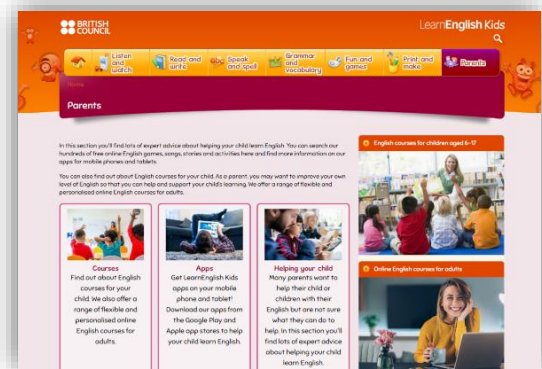 BRITISH
COUNCIL
LearnEnglish Kids
Listen
and
watch
Read and
write
abc
Speak
and spell
Grammar
and
vocabulary
Fun and
games
Print and
make
Parents
Home
Parents
In this section you'll find lots of expert advice about helping your child learn English. You can search our
hundreds of free online English games, songs, stories and activities here and find more information on our
apps for mobile phones and tablets.
You can also find out about English courses for your child. As a parent, you may want to improve your own
level of English so that you can help and support your child's learning. We offer a range of flexible and
personalised online English courses for adults.
Courses
Find out about English
courses for your
child. We also offer a
range of flexible and
personalised online
English courses for
adults.
Apps
Get LearnEnglish Kids
apps on your mobile
phone and tablet!
Download our apps from
the Google Play and
Apple app stores to help
your child learn English.
Helping your child
Many parents want to
help their child or
children with their
English but are not sure
what they can do to
help. In this section you'll
find lots of expert advice
about helping your child
learn English.
English courses for children aged 6-17
Online English courses for adults